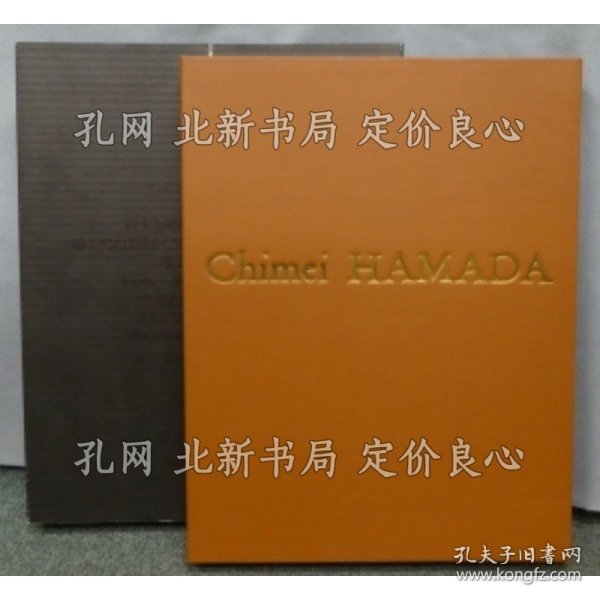 孔网 北新书局 定价良心
Chimei HAMADA
孔网 北新书局 定价良心
孔夫子旧書网
www.kongfz.com